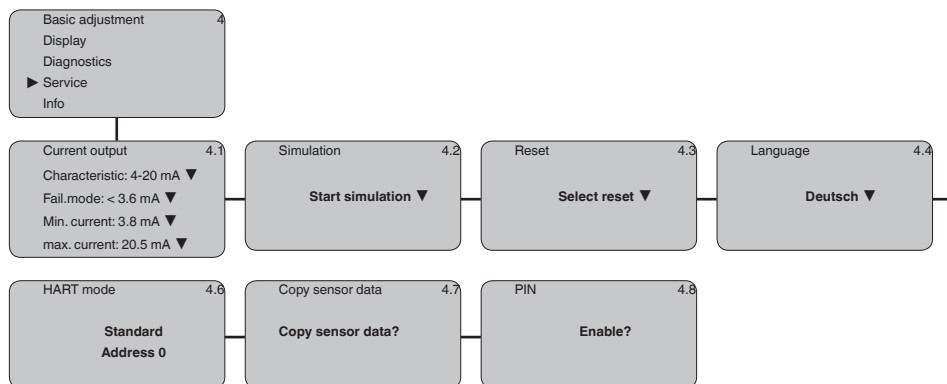 Basic adjustment 4
Display
Diagnostics
▶ Service
Info
Current output 4.1
Characteristic: 4-20 mA ▼
Fail.mode: < 3.6 mA ▼
Min. current: 3.8 mA ▼
max. current: 20.5 mA ▼
Simulation 4.2
Start simulation ▼
Reset 4.3
Select reset ▼
Language 4.4
Deutsch ▼
HART mode 4.6
Standard
Address 0
Copy sensor data 4.7
Copy sensor data?
PIN 4.8
Enable?